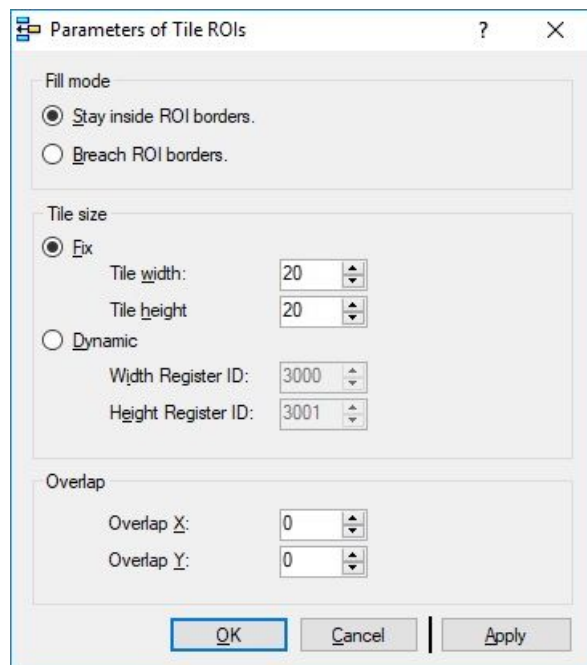 Parameters of Tile ROIs
Fill mode
Stay inside ROI borders.
Breach ROI borders.
Tile size
Fix
Tile width: 20
Tile height 20
Dynamic
Width Register ID: 3000
Height Register ID: 3001
Overlap
Overlap X: 0
Overlap Y: 0
OK Cancel Apply